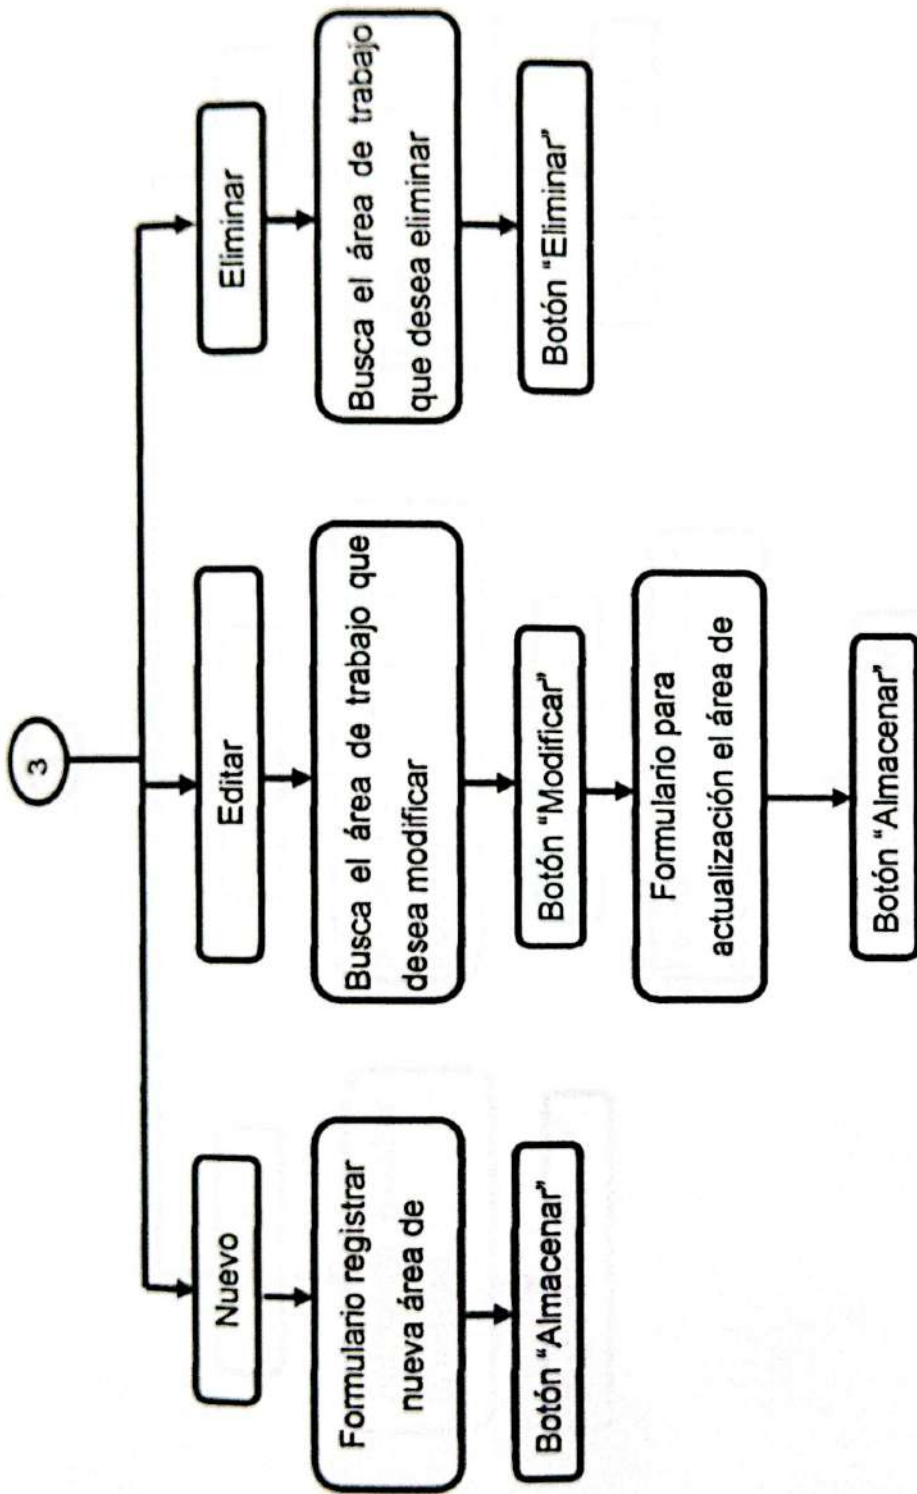 3
Nuevo
Formulario registrar
nueva área de
Botón “Almacenar”
Editar
Busca el área de trabajo que
desea modificar
Botón “Modificar”
Formulario para
actualización el área de
Botón “Almacenar”
Eliminar
Busca el área de trabajo
que desea eliminar
Botón “Eliminar”